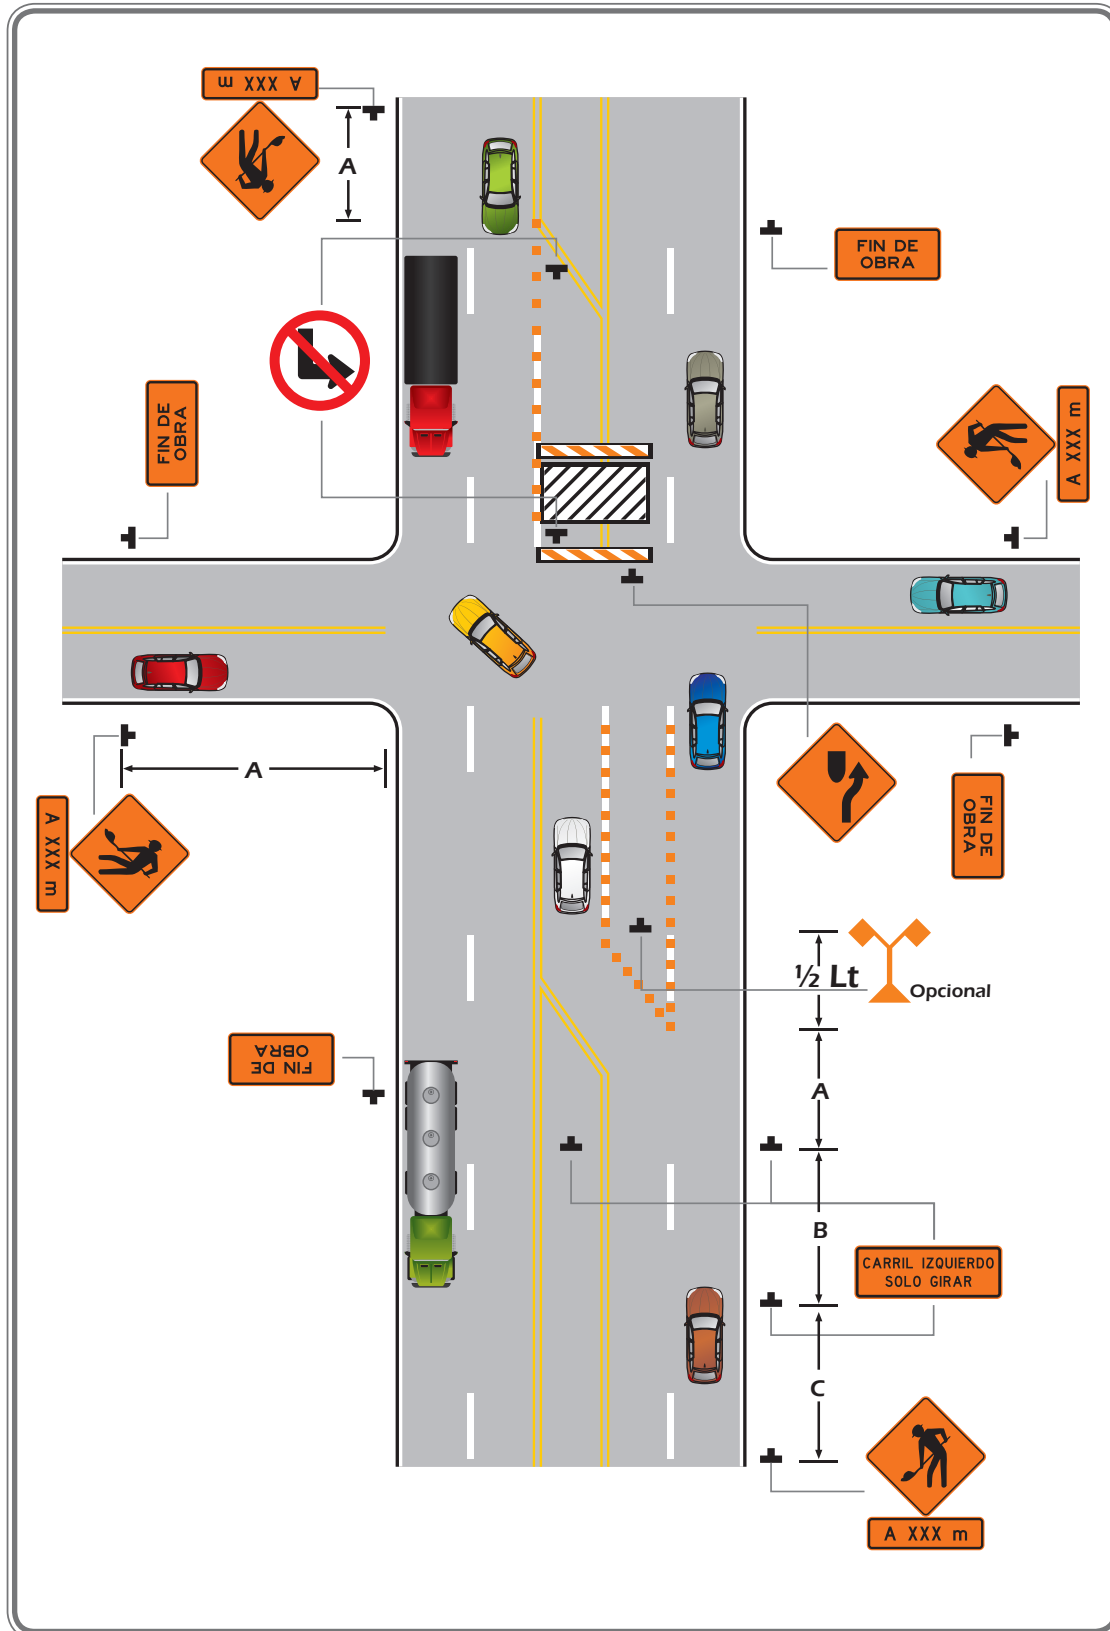 A XXX m
A
FIN DE
OBRA
FIN DE
OBRA
A XXX m
A
A XXX m
FIN DE
OBRA
½ Lt
Opcional
FIN DE
OBRA
A
B
CARRIL IZQUIERDO
SOLO GIRAR
C
A XXX m